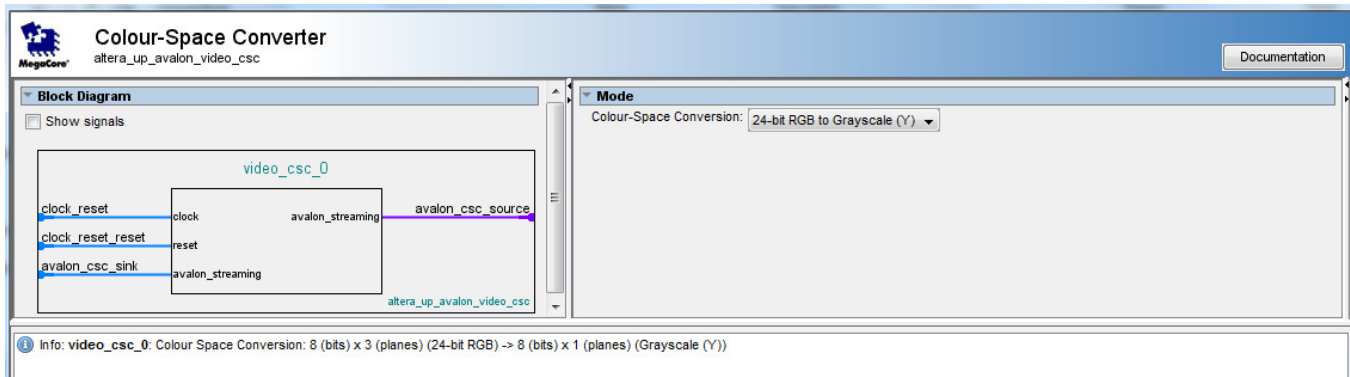 Colour-Space Converter
altera_up_avalon_video_csc
MegaCore'
Documentation
Block Diagram
Show signals
video_csc_0
clock_reset
clock
avalon_streaming
avalon_csc_source
clock_reset_reset
reset
avalon_csc_sink
avalon_streaming
altera_up_avalon_video_csc
Mode
Colour-Space Conversion: 24-bit RGB to Grayscale (Y)
Info: video_csc_0: Colour Space Conversion: 8 (bits) x 3 (planes) (24-bit RGB) -> 8 (bits) x 1 (planes) (Grayscale (Y))